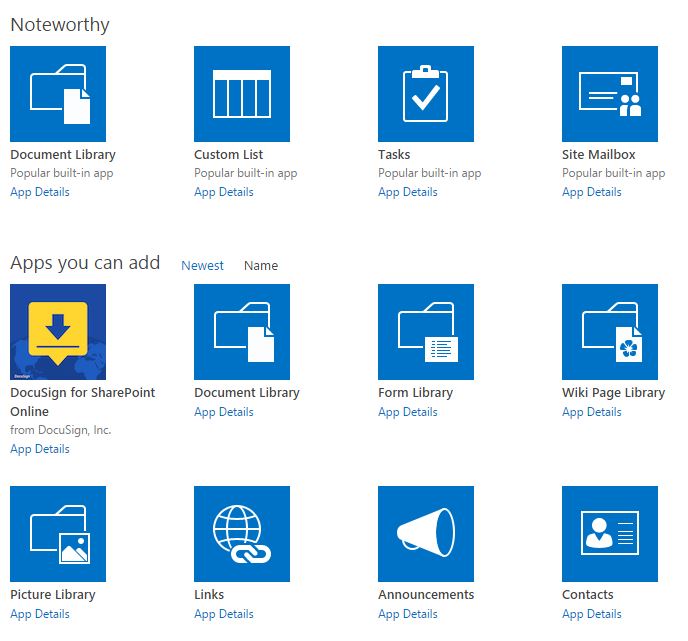 Noteworthy
Document Library
Popular built-in app
App Details
Custom List
Popular built-in app
App Details
Tasks
Popular built-in app
App Details
Site Mailbox
Popular built-in app
App Details
Apps you can add
Newest
Name
DocuSign
DocuSign for SharePoint
Online
from DocuSign, Inc.
App Details
Document Library
App Details
Form Library
App Details
Wiki Page Library
App Details
Picture Library
App Details
Links
App Details
Announcements
App Details
Contacts
App Details